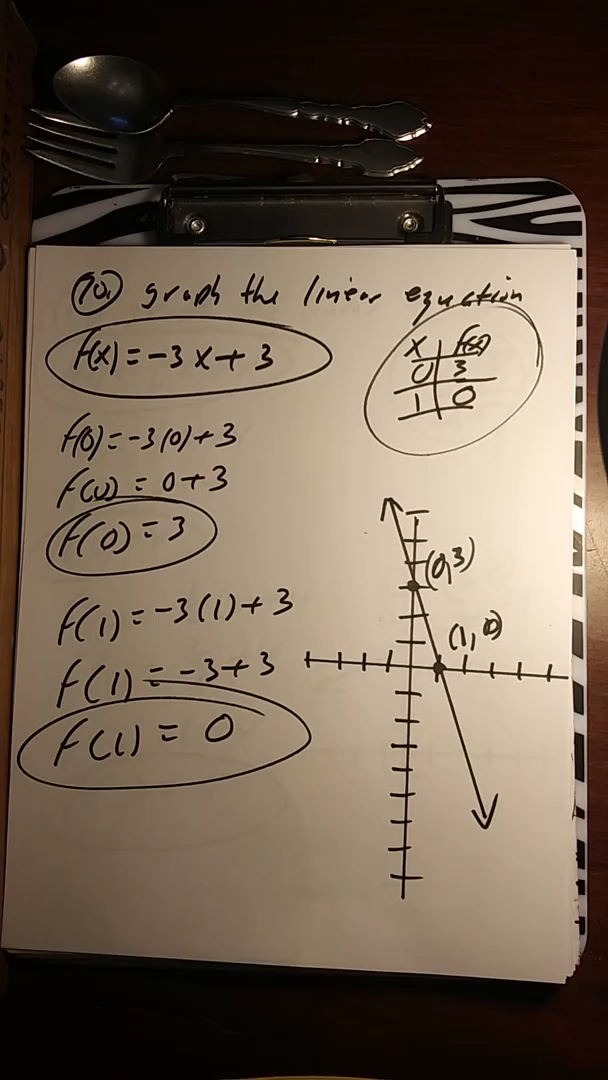 70. graph the linear equation
f(x) = -3x + 3
x f(x)
0 3
1 0
f(0) = -3(0) + 3
f(0) = 0 + 3
f(0) = 3
(0,3)
f(1) = -3(1) + 3
(1,0)
f(1) = -3 + 3
f(1) = 0